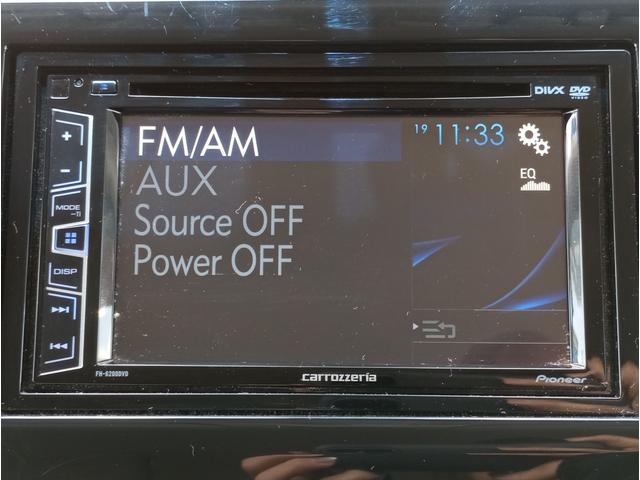 DIVX DVD VIDEO
FM/AM
19 11:33
AUX
EQ
Source OFF
Power OFF
+
−
MODE
-TI
DISP
FH-6200DVD
carrozzeria
Pioneer